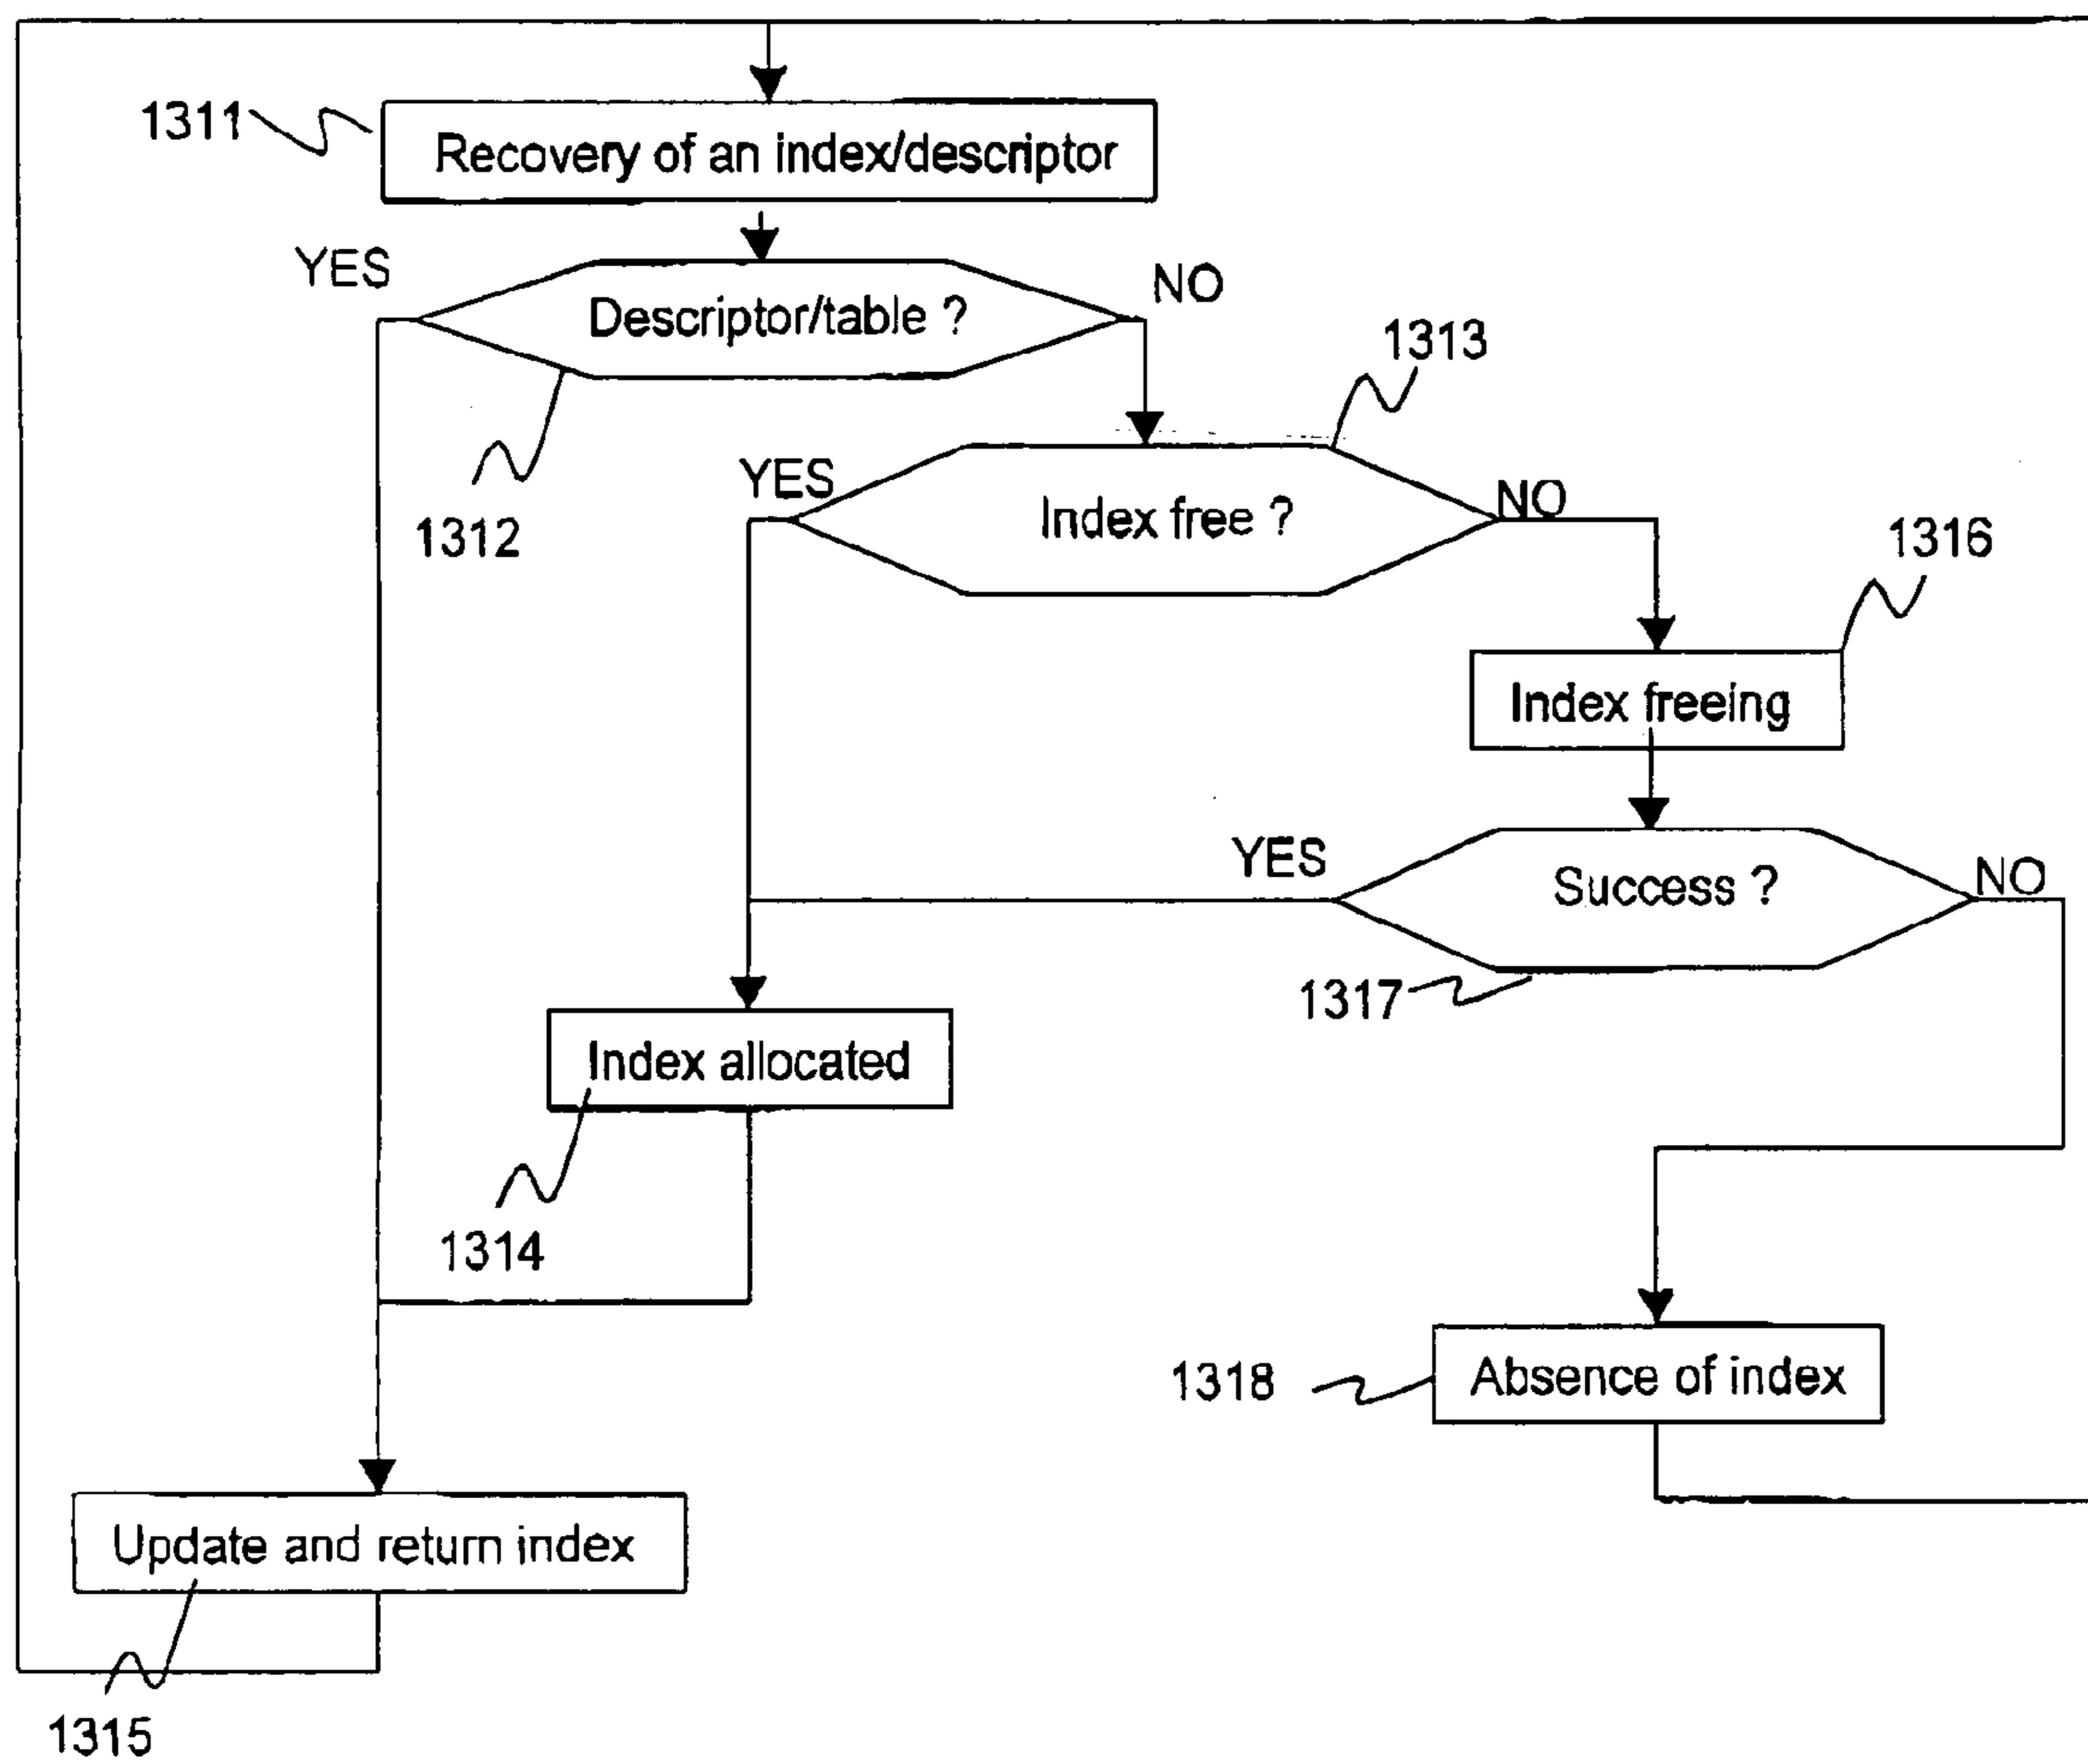 1311
Recovery of an index/descriptor
YES
NO
Descriptor/table ?
1313
YES
NO
Index free ?
1312
1316
Index freeing
YES
NO
Success ?
1317
Index allocated
1314
1318
Absence of index
Update and return index
1315